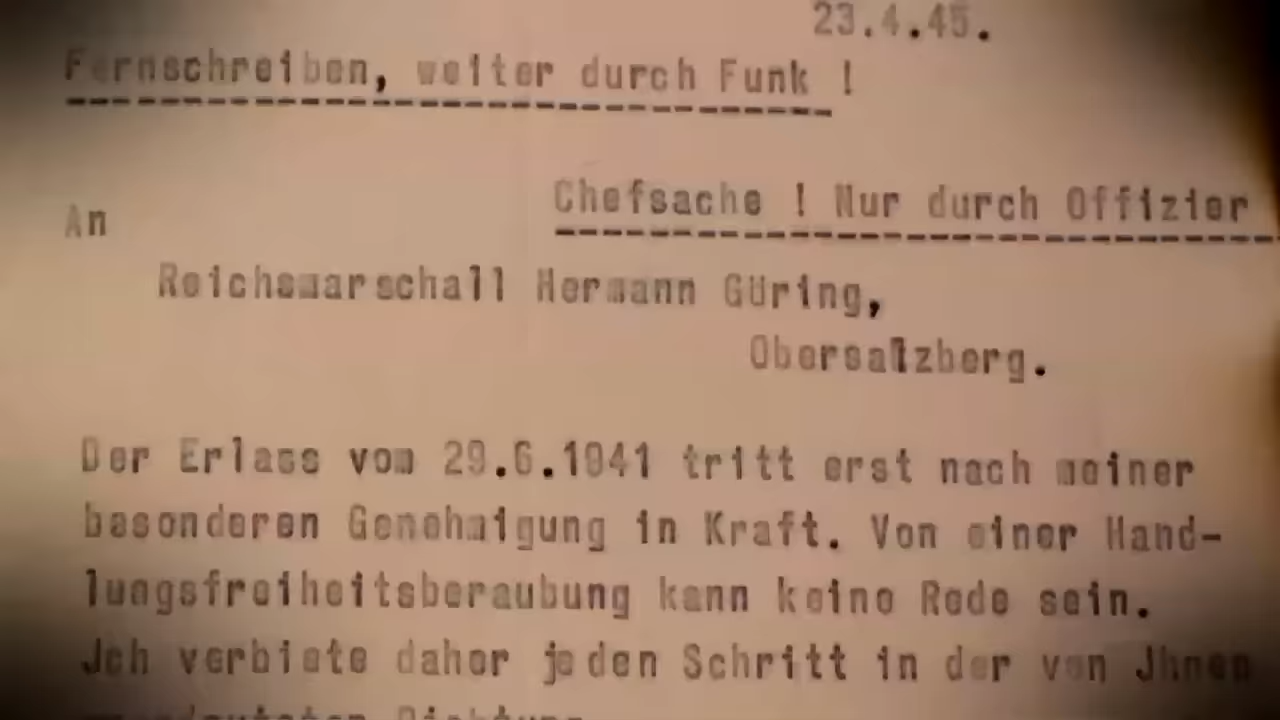 23.4.45.
Fernschreiben, weiter durch Funk !
Chefsache ! Nur durch Offizier
An
Reichsmarschall Hermann Göring,
Obersalzberg.
Der Erlass vom 29.6.1941 tritt erst nach meiner
besonderen Genehmigung in Kraft. Von einer Hand-
lungsfreiheitsberaubung kann keine Rede sein.
Jch verbiete daher jeden Schritt in der von Jhnen
angedeuteten Richtung